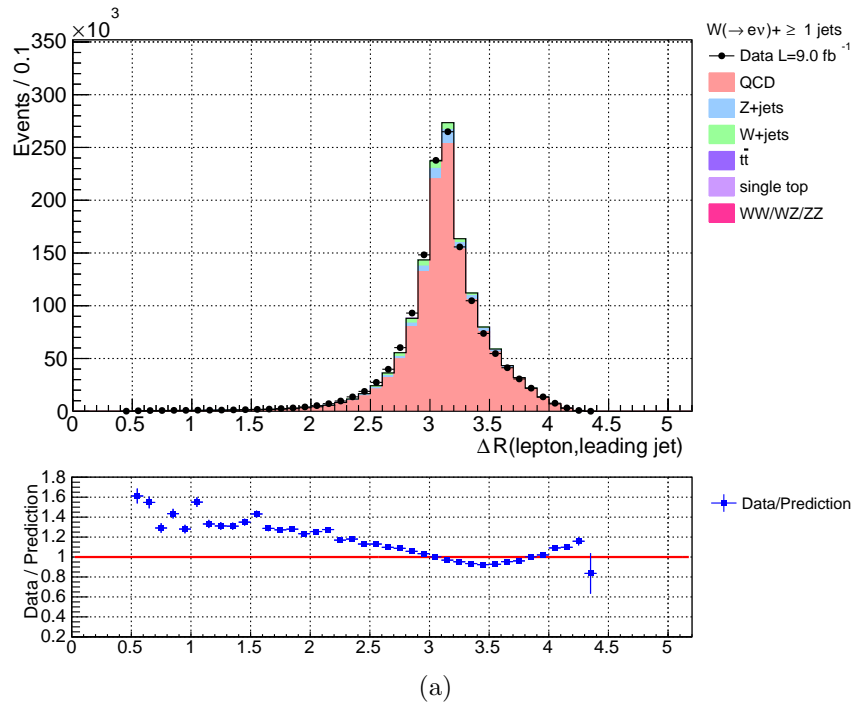 ×10³
W(→ eν)+ ≥ 1 jets
Data L=9.0 fb⁻¹
QCD
Z+jets
W+jets
tt̄
single top
WW/WZ/ZZ
Events / 0.1
350
300
250
200
150
100
50
0
0 0.5 1 1.5 2 2.5 3 3.5 4 4.5 5
ΔR(lepton,leading jet)
Data / Prediction
1.8
1.6
1.4
1.2
1
0.8
0.6
0.4
0.2
0 0.5 1 1.5 2 2.5 3 3.5 4 4.5 5
Data/Prediction
(a)